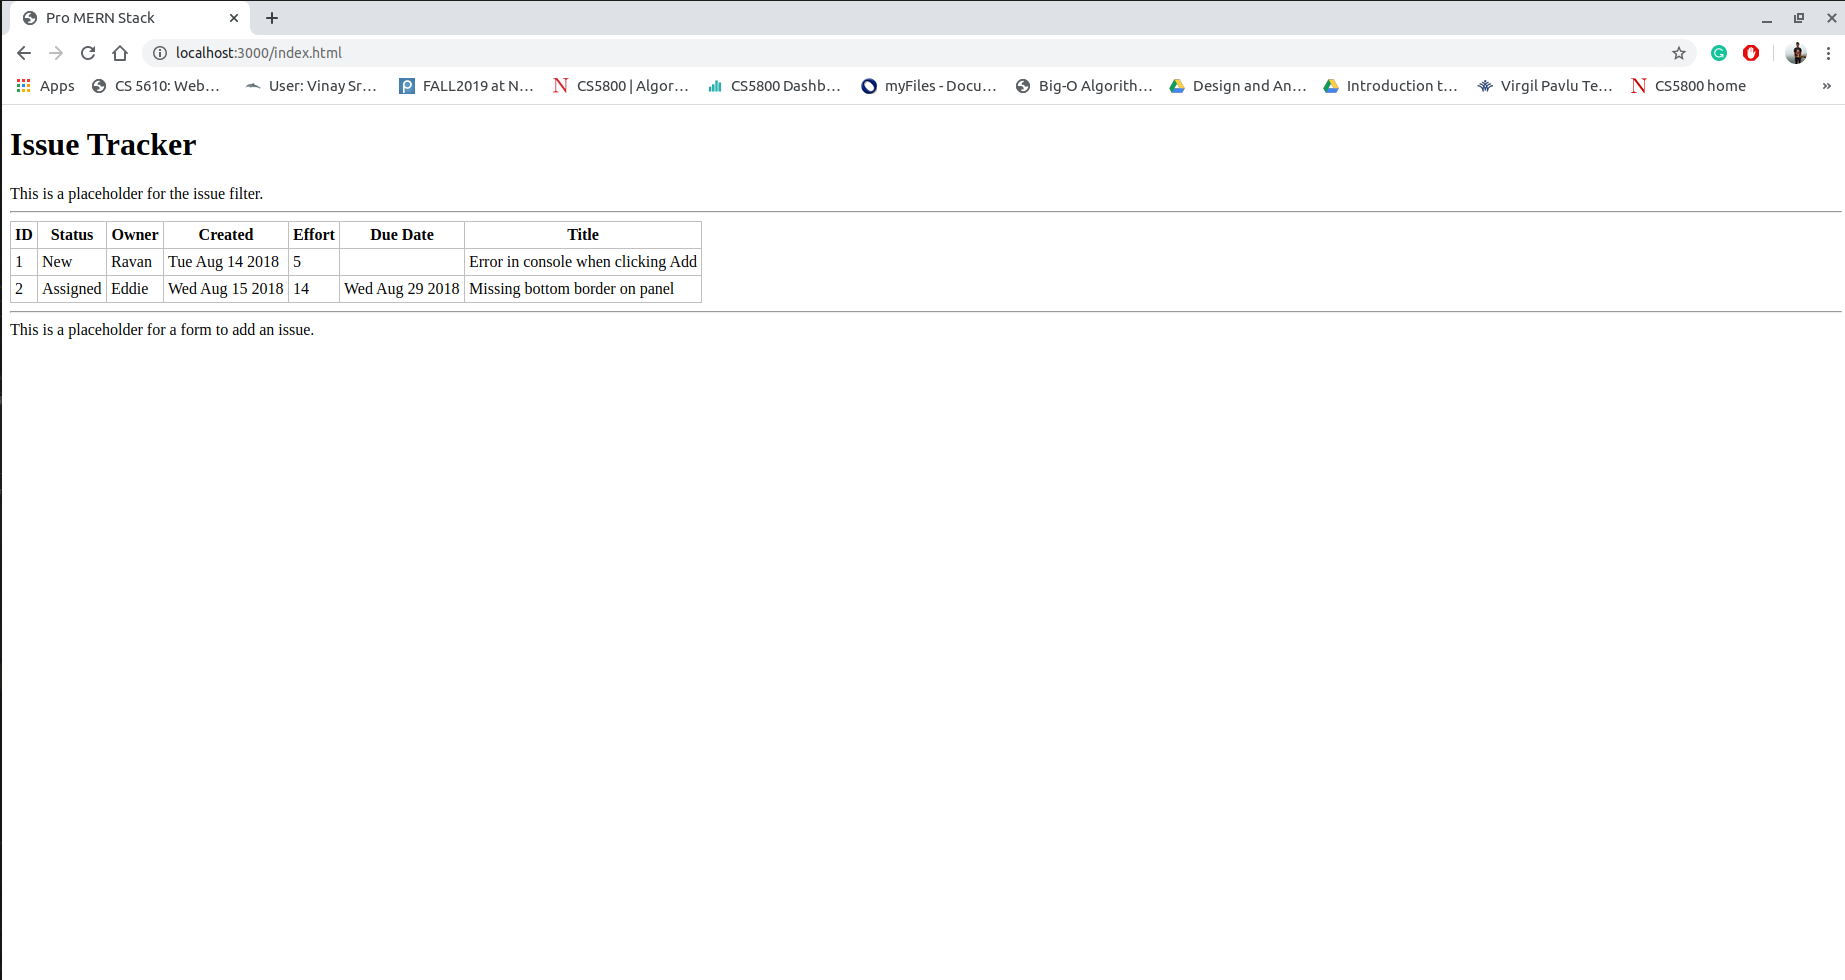 Pro MERN Stack
localhost:3000/index.html
Apps CS 5610: Web... User: Vinay Sr... FALL2019 at N... CS5800 | Algor... CS5800 Dashb... myFiles - Docu... Big-O Algorith... Design and An... Introduction t... Virgil Pavlu Te... CS5800 home »
Issue Tracker
This is a placeholder for the issue filter.
ID Status Owner Created Effort Due Date Title
1 New Ravan Tue Aug 14 2018 5 Error in console when clicking Add
2 Assigned Eddie Wed Aug 15 2018 14 Wed Aug 29 2018 Missing bottom border on panel
This is a placeholder for a form to add an issue.